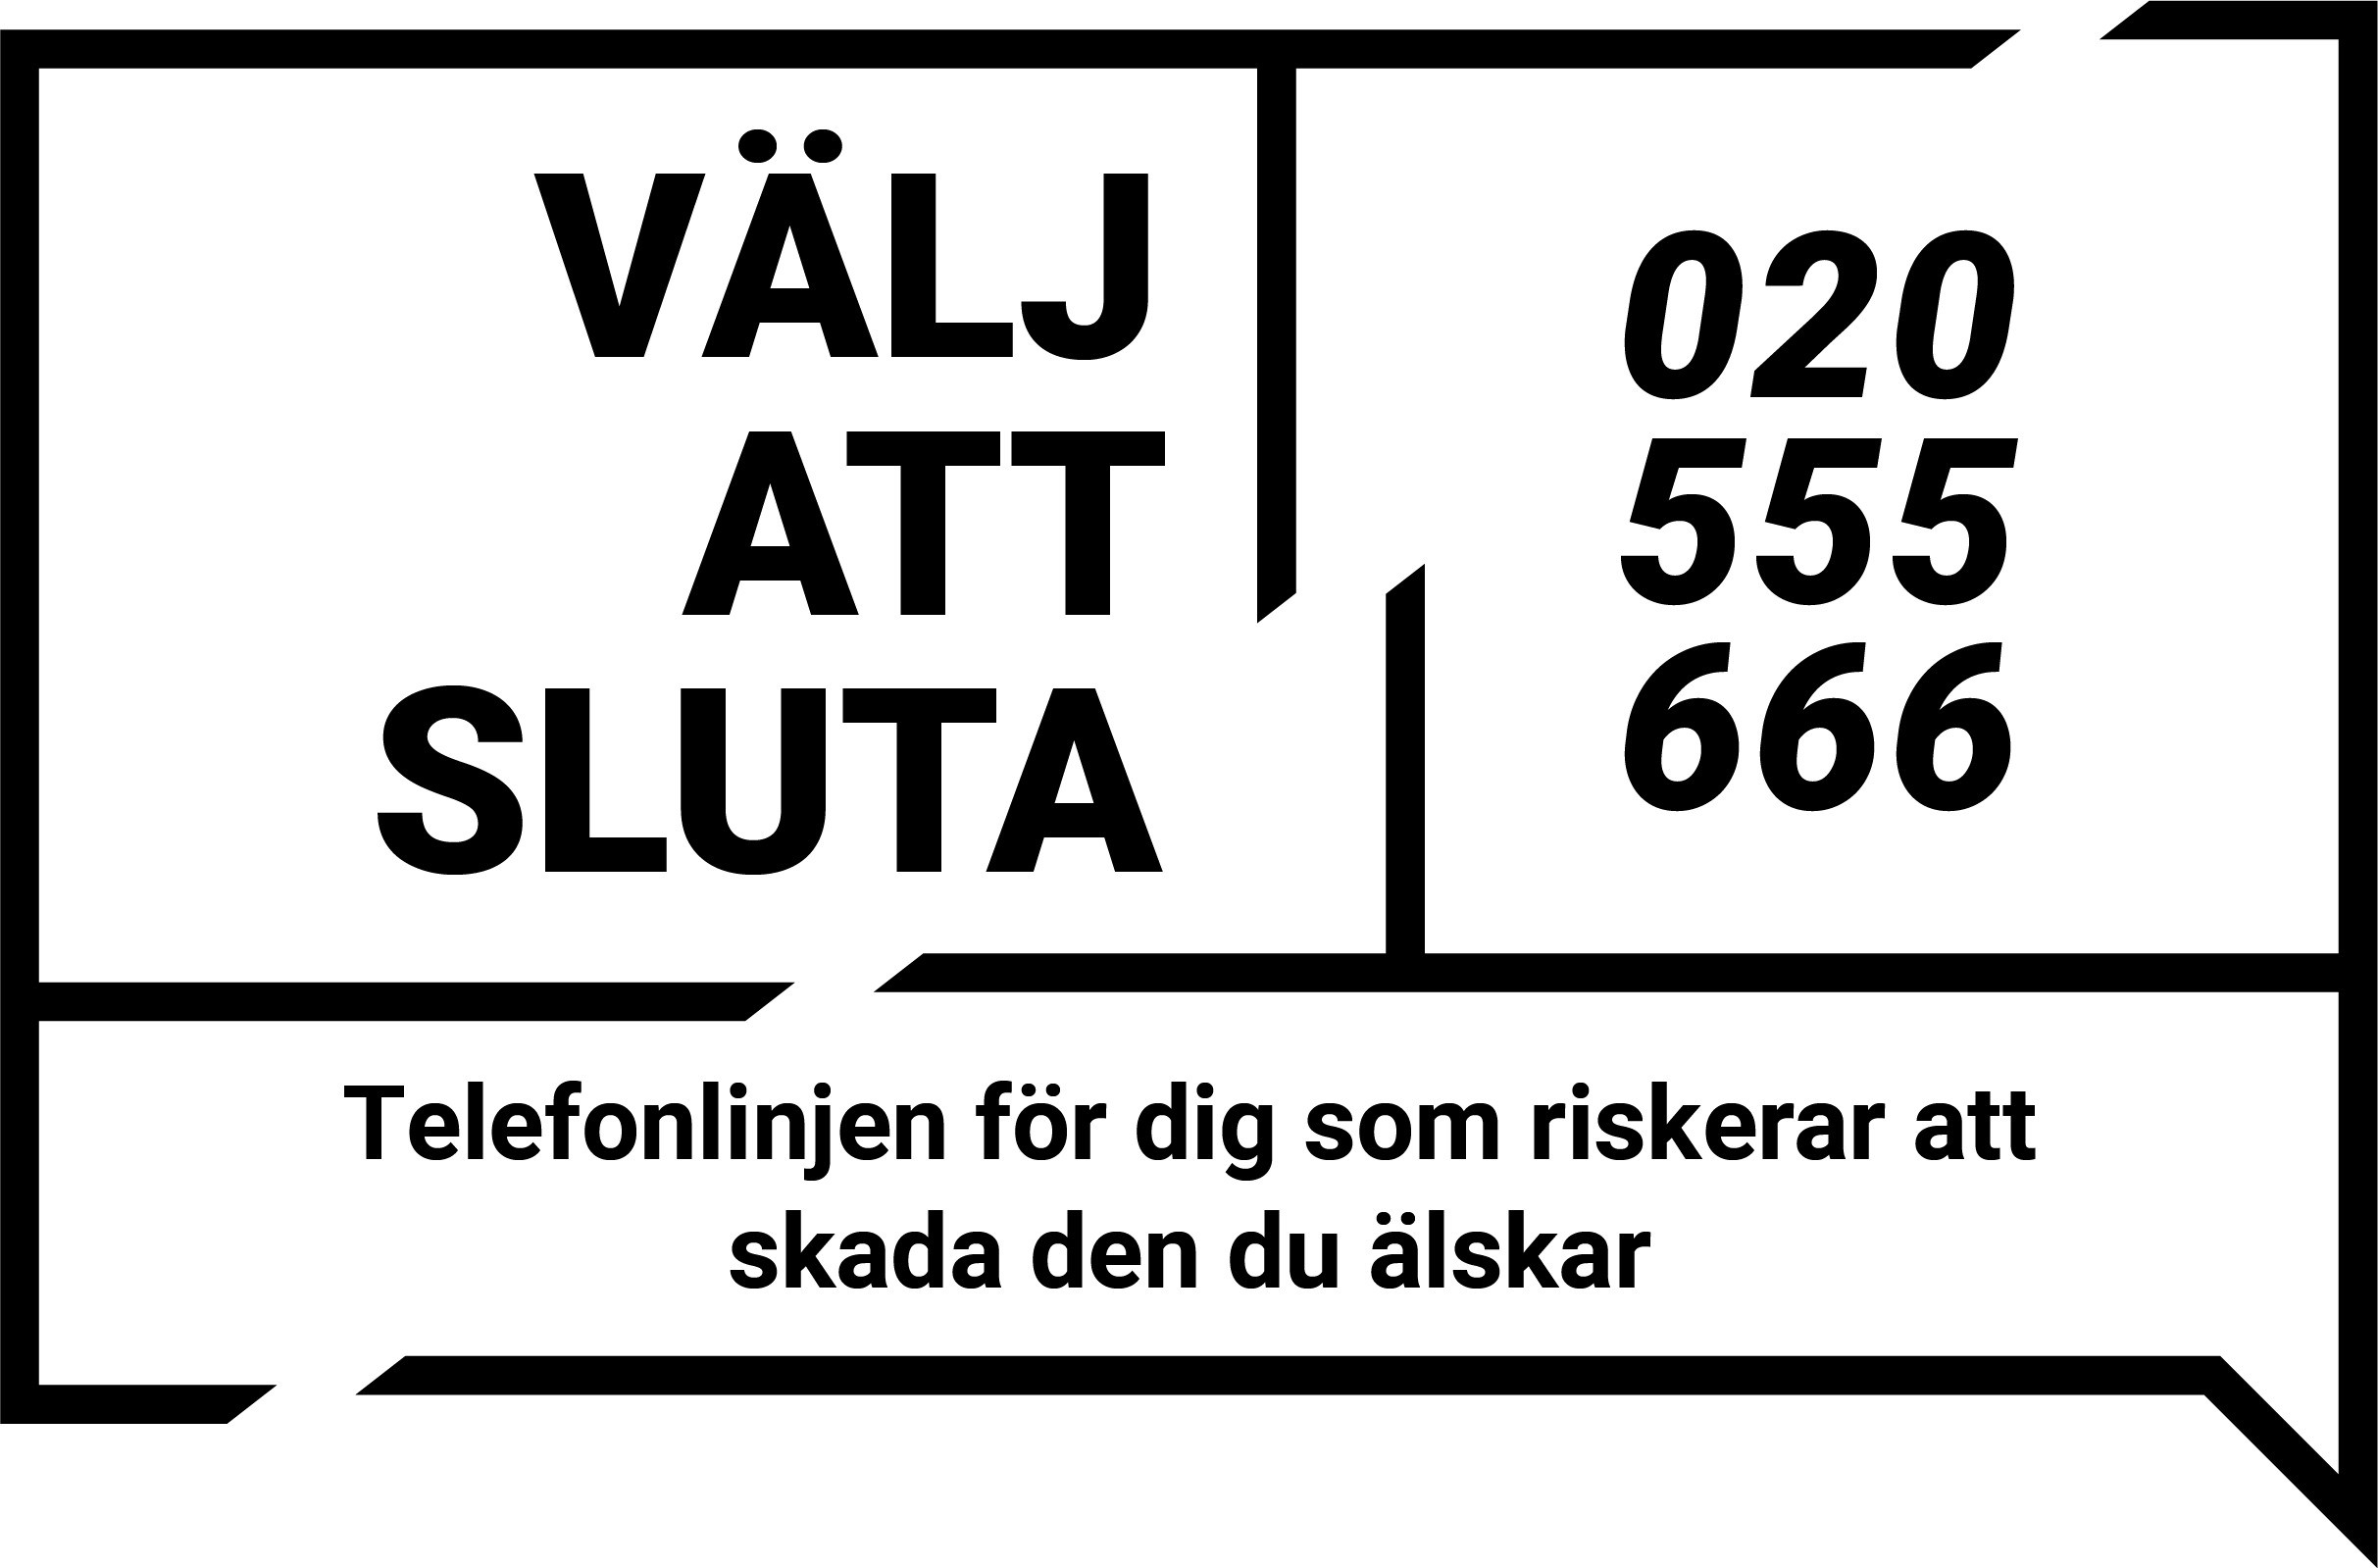 VÄLJ
ATT
SLUTA
020
555
666
Telefonlinjen för dig som riskerar att
skada den du älskar